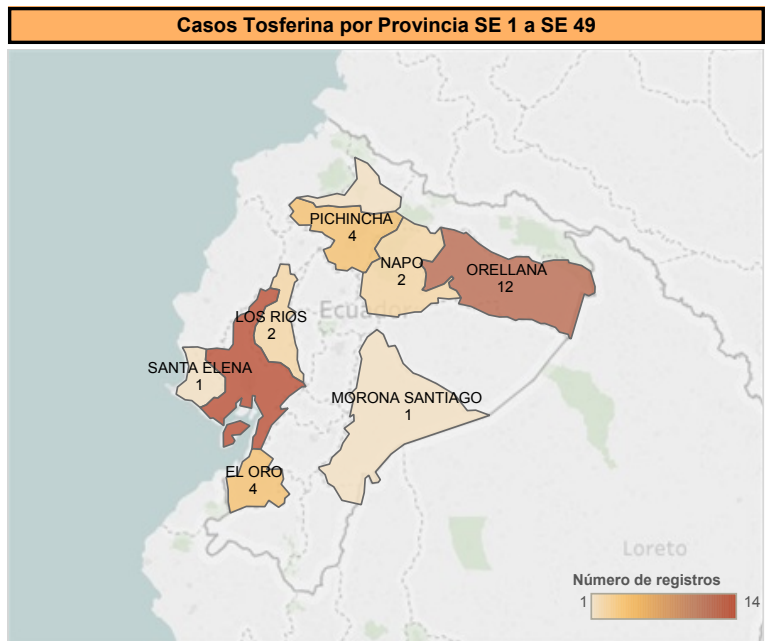 Casos Tosferina por Provincia SE 1 a SE 49
PICHINCHA
4
NAPO
2
ORELLANA
12
Ecuador
LOS RIOS
2
SANTA ELENA
1
MORONA SANTIAGO
1
EL ORO
4
Loreto
Número de registros
1
14